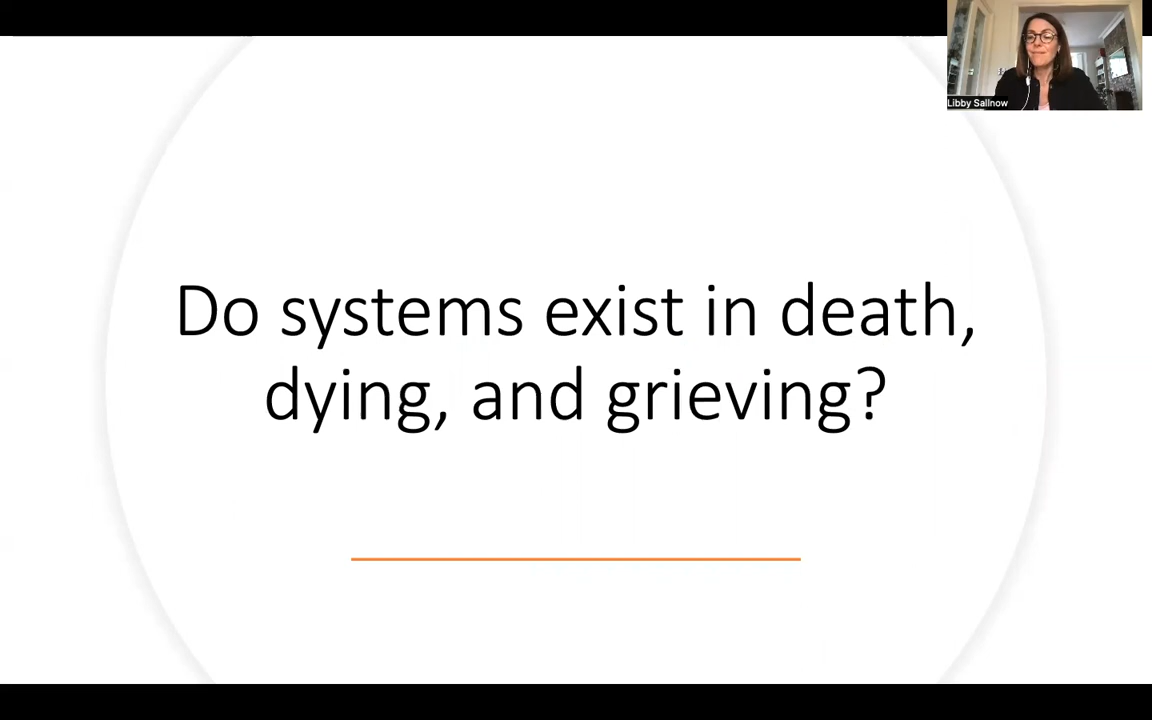 Libby Sallnow
Do systems exist in death,
dying, and grieving?